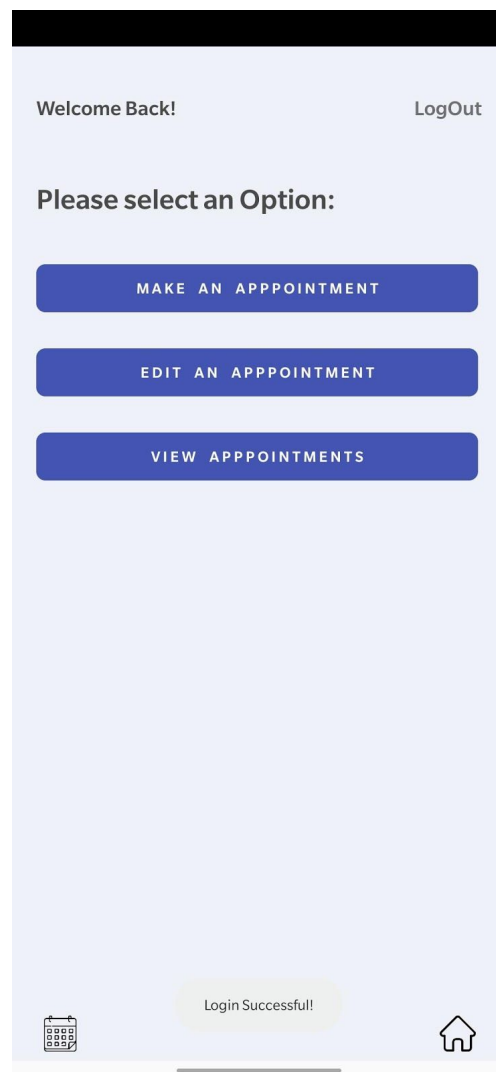 Welcome Back!
LogOut
Please select an Option:
MAKE AN APPPOINTMENT
EDIT AN APPPOINTMENT
VIEW APPPOINTMENTS
Login Successful!